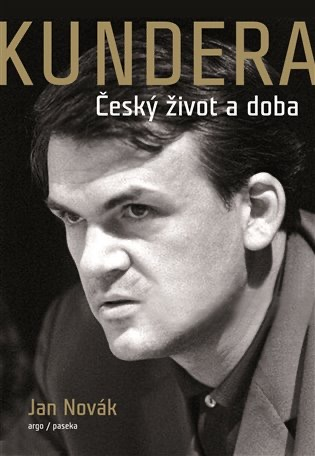 KUNDERA
Český život a doba
Jan Novák
argo / paseka